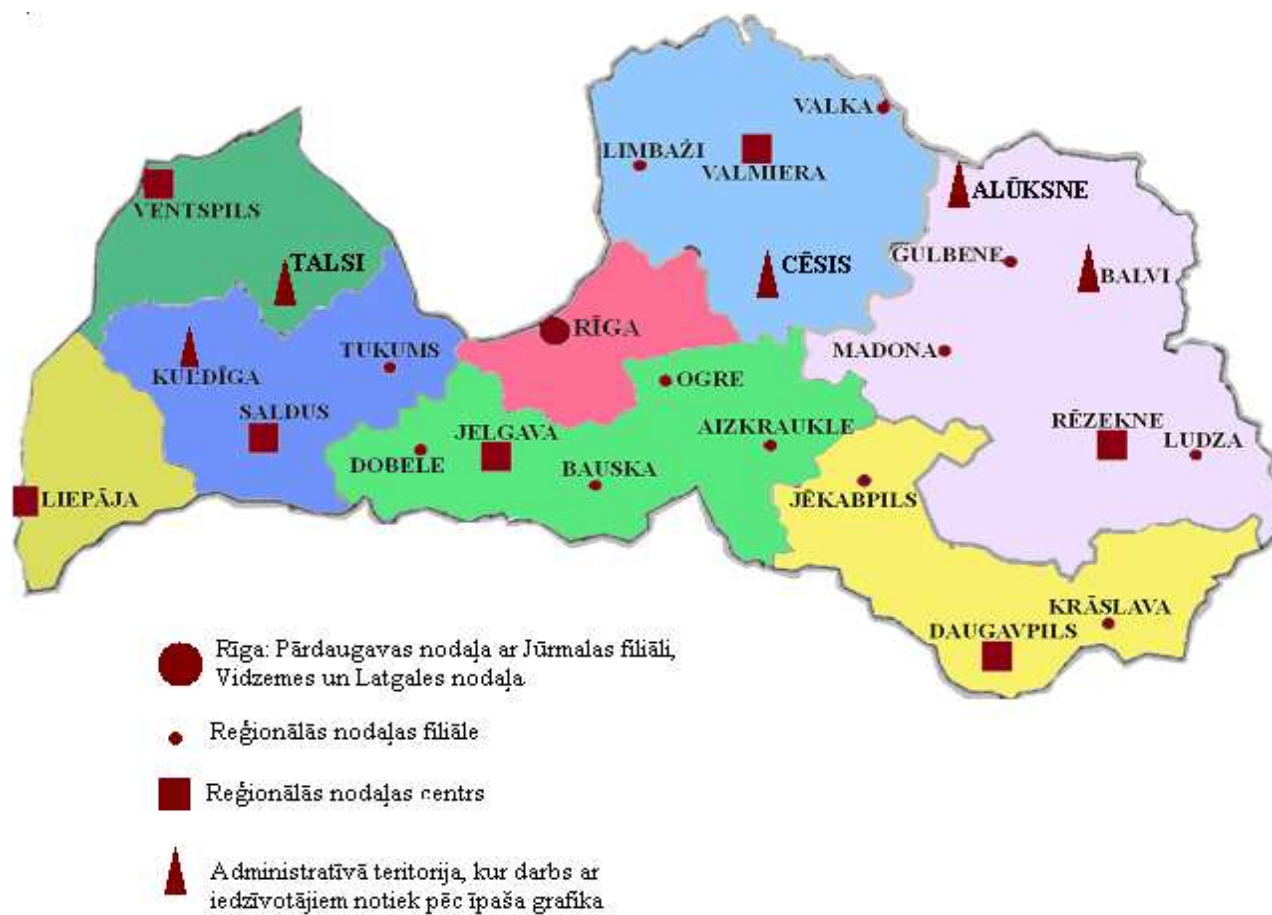 VALKA
LIMBAŽI
VALMIERA
ALŪKSNE
VENTSPILS
GULBENE
TALSI
CĒSIS
BALVI
RĪGA
TUKUMS
MADONA
KULDĪGA
OGRE
SALDUS
AIZKRAUKLE
RĒZEKNE
JELGAVA
LUDZA
DOBELE
BAUSKA
LIEPĀJA
JĒKABPILS
KRĀSLAVA
DAUGAVPILS
Rīga: Pārdaugavas nodaļa ar Jūrmalas filiāli,
Vidzemes un Latgales nodaļa
Reģionālās nodaļas filiāle
Reģionālās nodaļas centrs
Administratīvā teritorija, kur darbs ar
iedzīvotājiem notiek pēc īpaša grafika